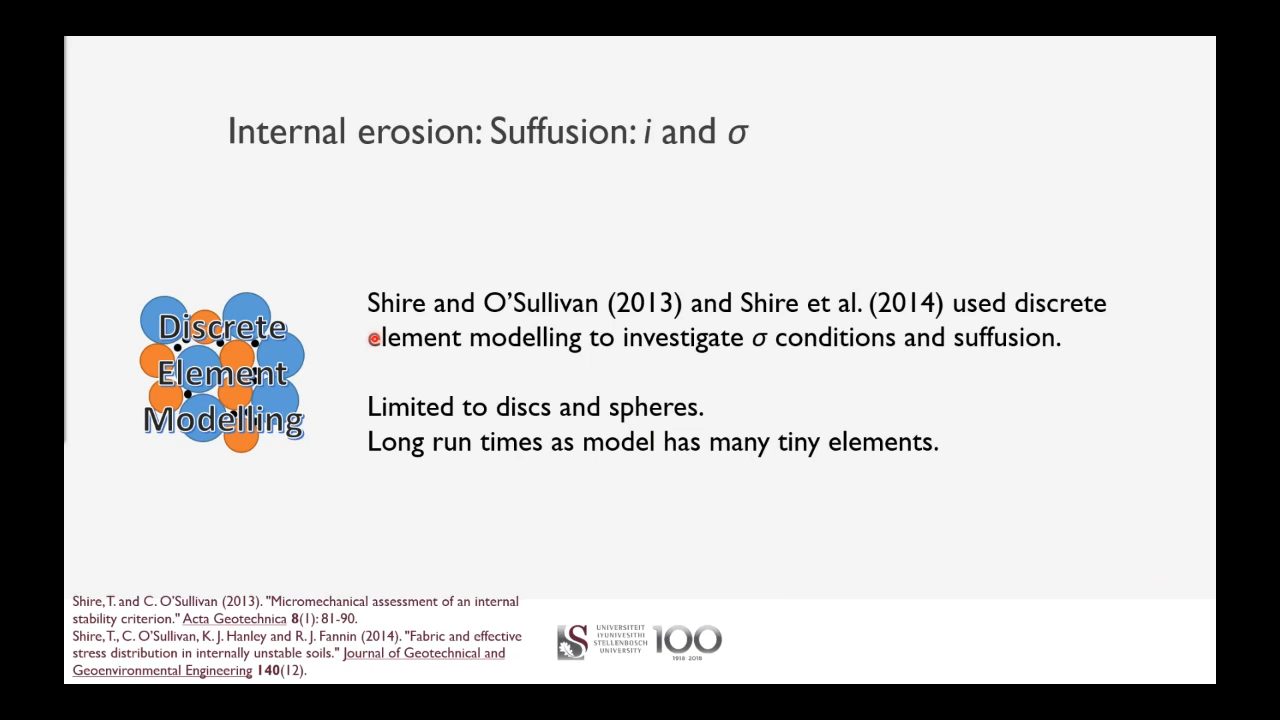 Internal erosion: Suffusion: i and σ
Discrete
Element
Modelling
Shire and O'Sullivan (2013) and Shire et al. (2014) used discrete
element modelling to investigate σ conditions and suffusion.
Limited to discs and spheres.
Long run times as model has many tiny elements.
Shire, T. and C. O'Sullivan (2013). "Micromechanical assessment of an internal
stability criterion." Acta Geotechnica 8(1): 81-90.
Shire, T., C. O'Sullivan, K. J. Hanley and R. J. Fannin (2014). "Fabric and effective
stress distribution in internally unstable soils." Journal of Geotechnical and
Geoenvironmental Engineering 140(12).
UNIVERSITEIT
IYUNIVESITHI
STELLENBOSCH
UNIVERSITY
100
1918 2018